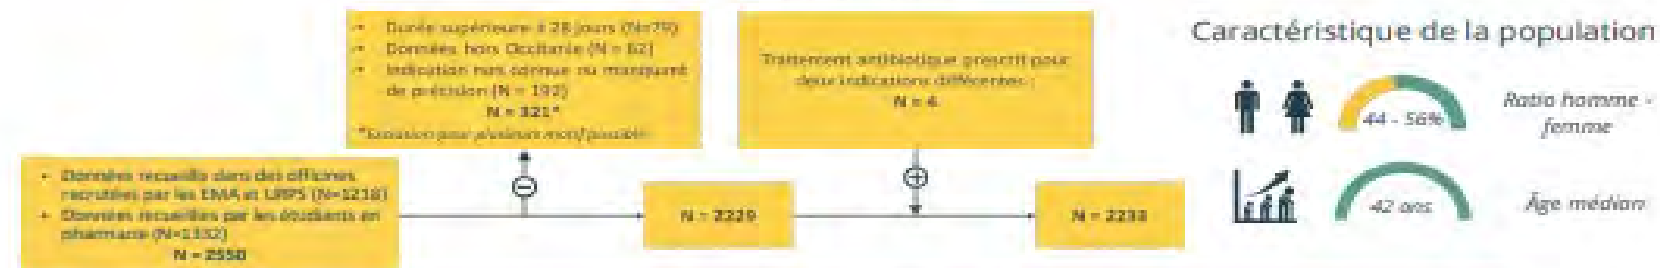 Durée supérieure à 28 jours (N=79)
Données hors Occitanie (N = 62)
Indication non connue ou manquant
de précision (N = 192)
N = 321*
*Exclusion pour plusieurs motif possible
Traitement antibiotique prescrit pour
deux indications différentes :
N = 4
Données recueillis dans des officines
recrutées par les EMA et URPS (N=1218)
Données recueillies par les étudiants en
pharmacie (N=1332)
N = 2550
N = 2229
N = 2233
Caractéristique de la population
44 - 56%
Ratio homme -
femme
42 ans
Âge médian